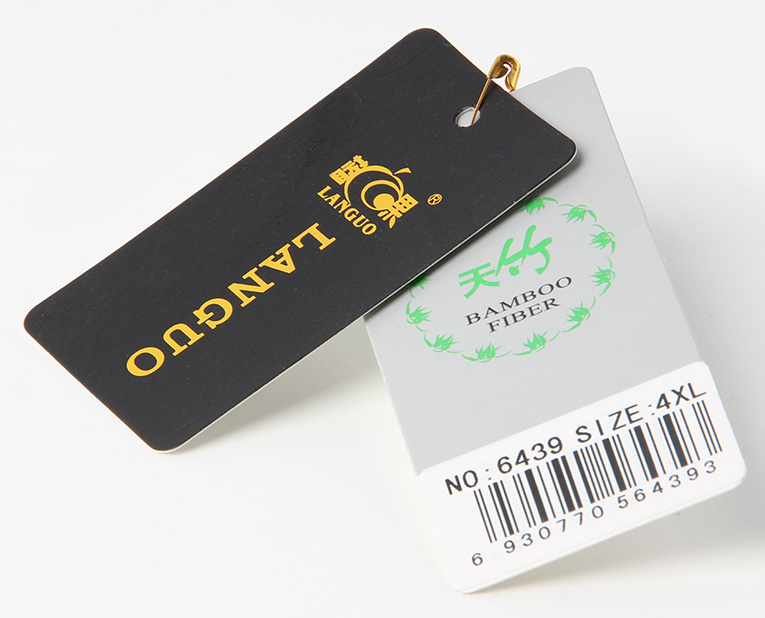 LANGUO
®
LANGUO
天竹
BAMBOO
FIBER
NO:6439 SIZE:4XL
6 930770 564393